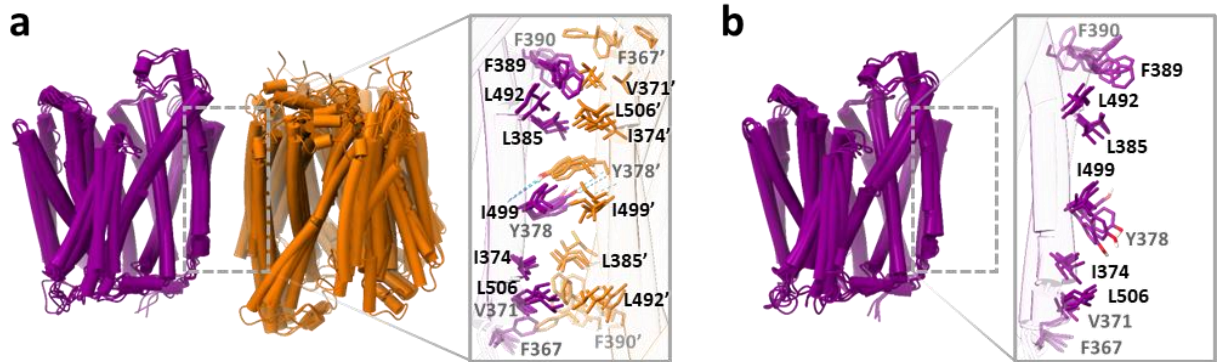 a
F390
F389
L492
L385
I499
Y378
I374
L506
V371
F367
F367’
V371’
L506’
I374’
Y378’
I499’
L385’
L492’
F390’
b
F390
F389
L492
L385
I499
Y378
I374
L506
V371
F367